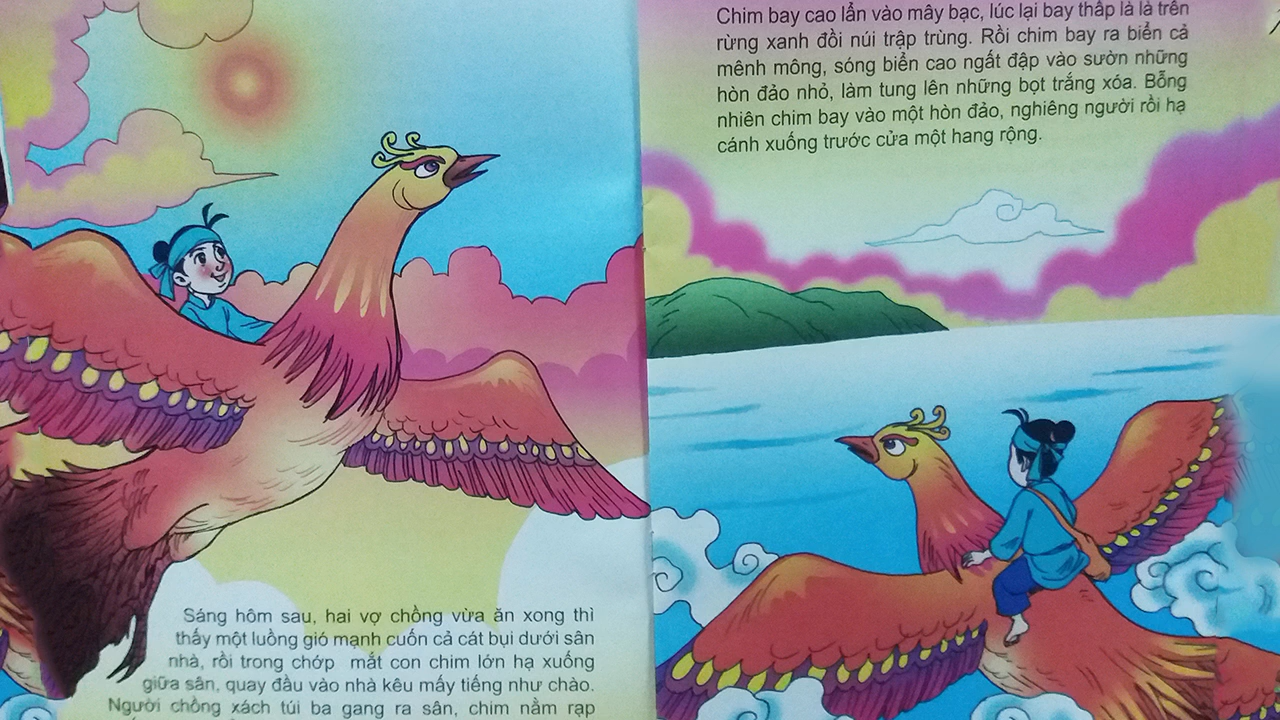 Sáng hôm sau, hai vợ chồng vừa ăn xong thì
thấy một luồng gió mạnh cuốn cả cát bụi dưới sân
nhà, rồi trong chớp mắt con chim lớn hạ xuống
giữa sân, quay đầu vào nhà kêu mấy tiếng như chào.
Người chồng xách túi ba gang ra sân, chim nằm rạp
Chim bay cao lẩn vào mây bạc, lúc lại bay thấp là là trên
rừng xanh đồi núi trập trùng. Rồi chim bay ra biển cả
mênh mông, sóng biển cao ngất đập vào sườn những
hòn đảo nhỏ, làm tung lên những bọt trắng xóa. Bỗng
nhiên chim bay vào một hòn đảo, nghiêng người rồi hạ
cánh xuống trước cửa một hang rộng.